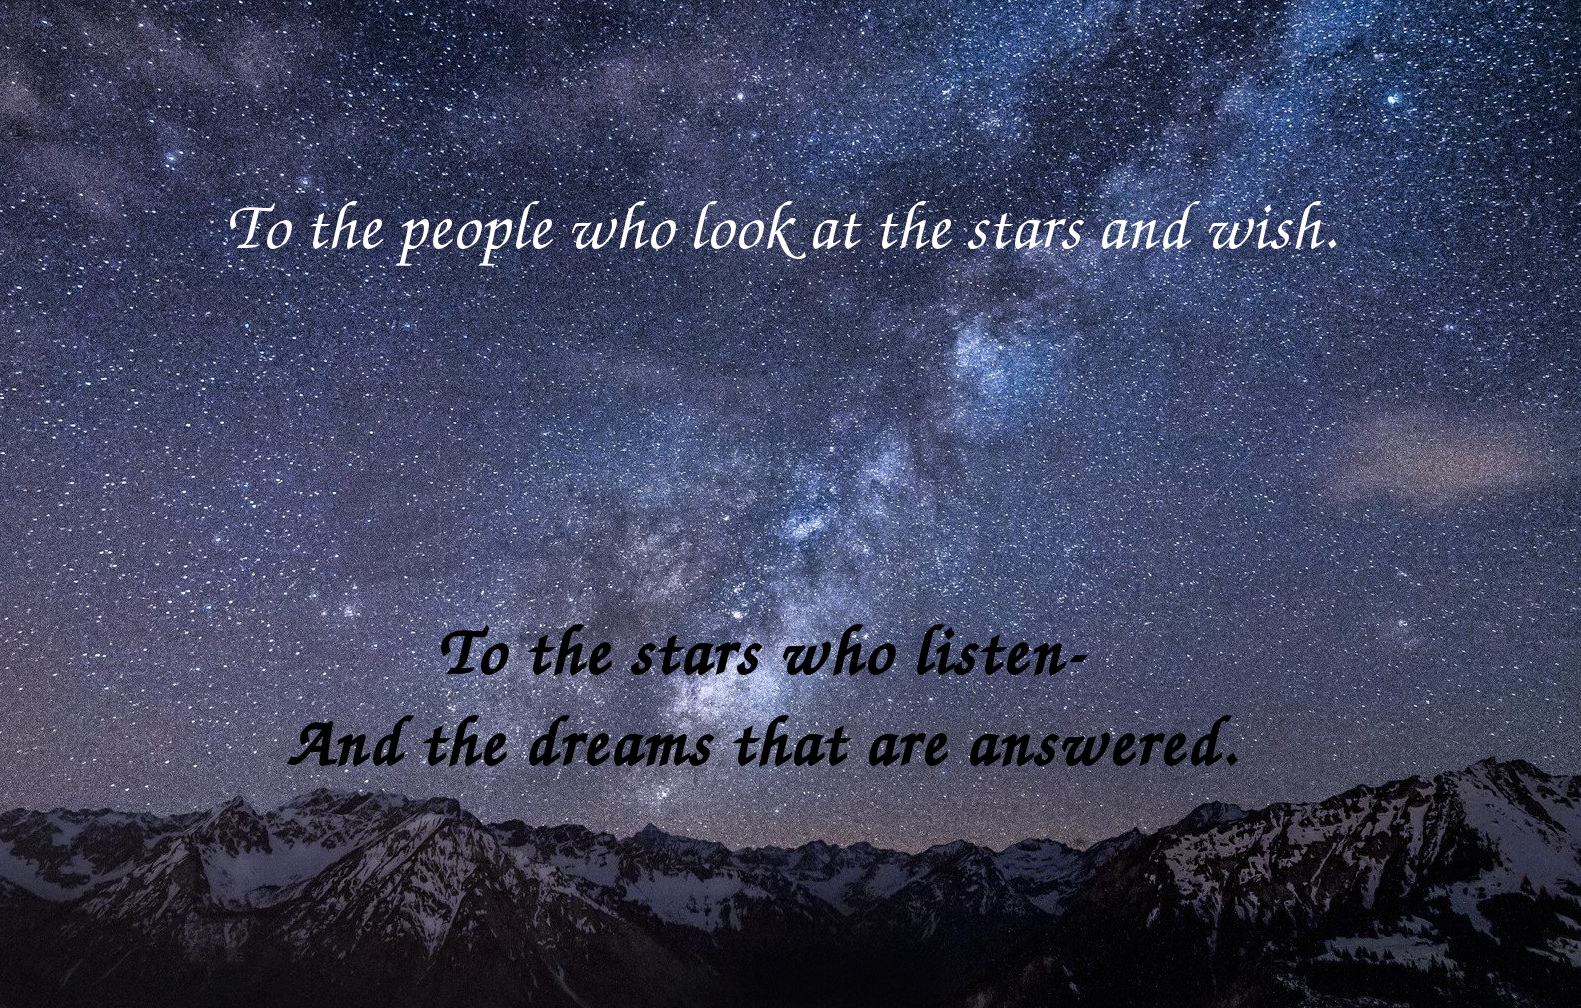 To the people who look at the stars and wish.
To the stars who listen-
And the dreams that are answered.